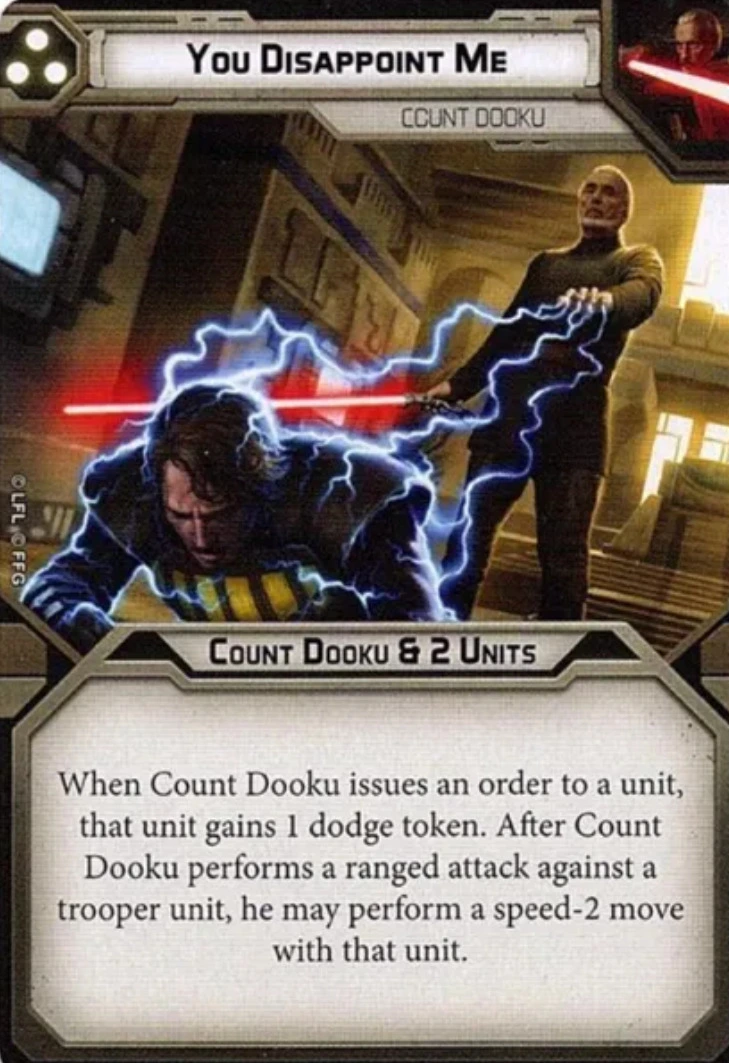 You Disappoint Me
COUNT DOOKU
© LFL © FFG
Count Dooku & 2 Units
When Count Dooku issues an order to a unit,
that unit gains 1 dodge token. After Count
Dooku performs a ranged attack against a
trooper unit, he may perform a speed-2 move
with that unit.